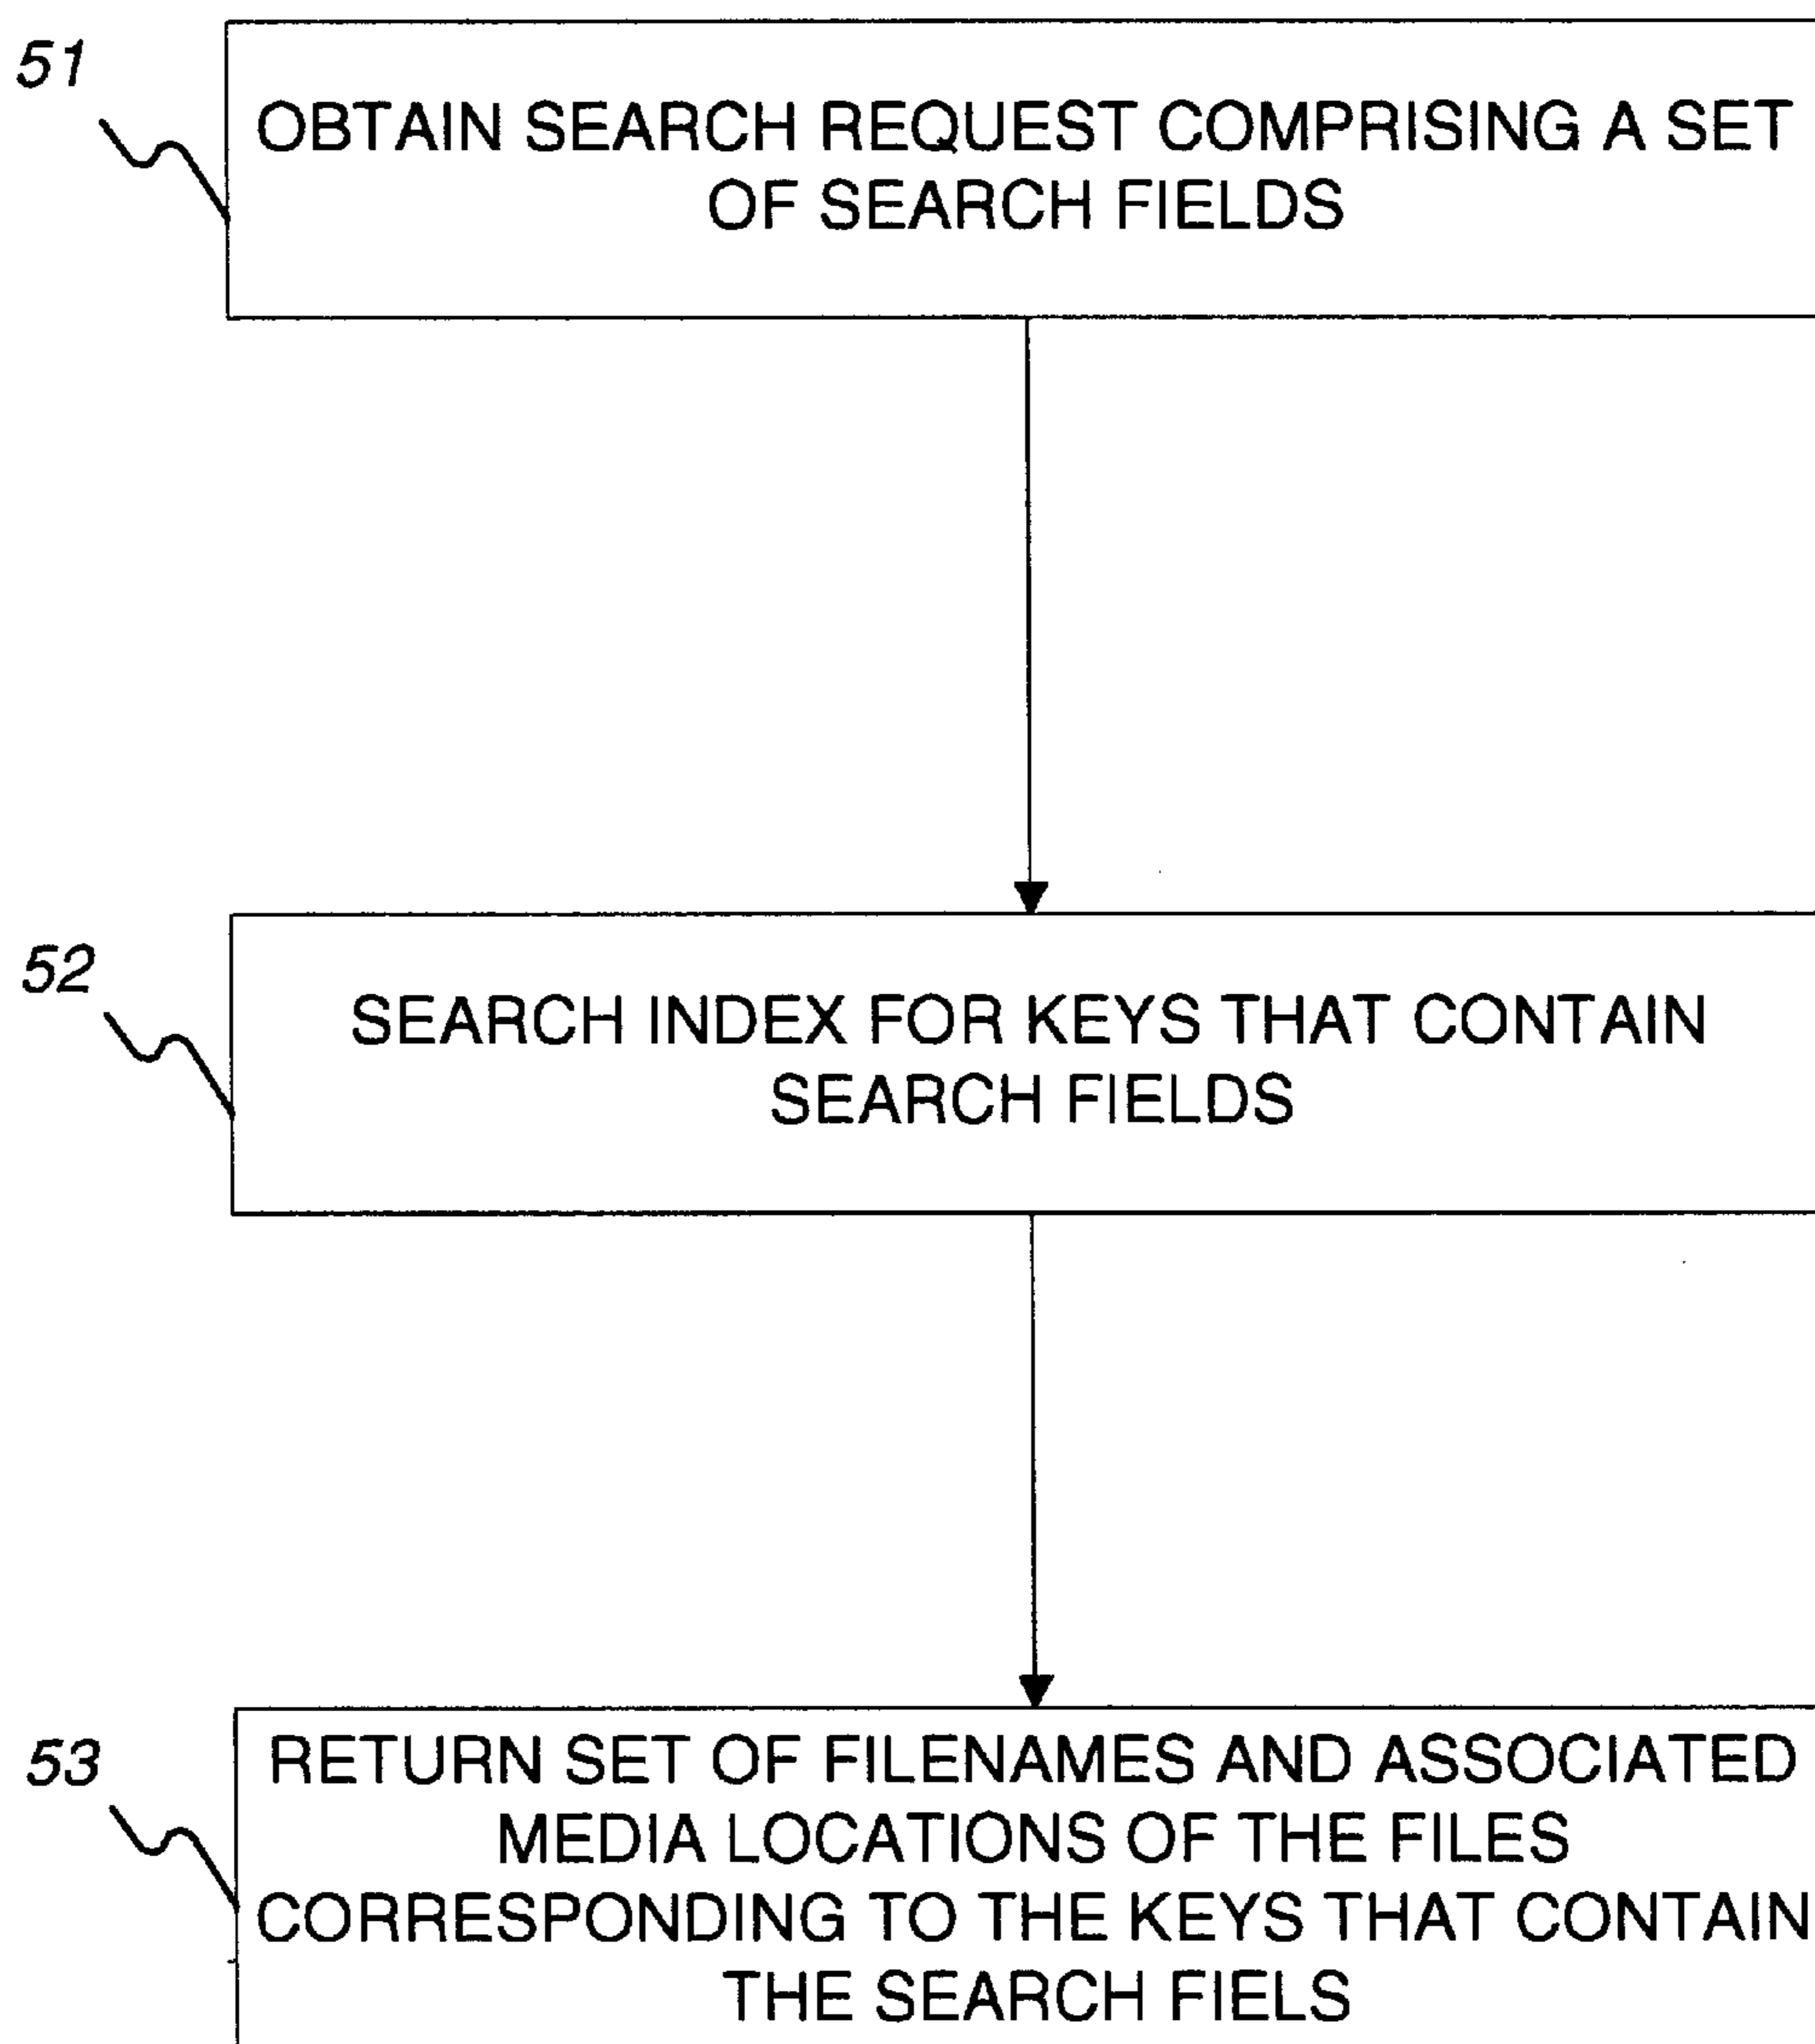 51
OBTAIN SEARCH REQUEST COMPRISING A SET
OF SEARCH FIELDS
52
SEARCH INDEX FOR KEYS THAT CONTAIN
SEARCH FIELDS
53
RETURN SET OF FILENAMES AND ASSOCIATED
MEDIA LOCATIONS OF THE FILES
CORRESPONDING TO THE KEYS THAT CONTAIN
THE SEARCH FIELS